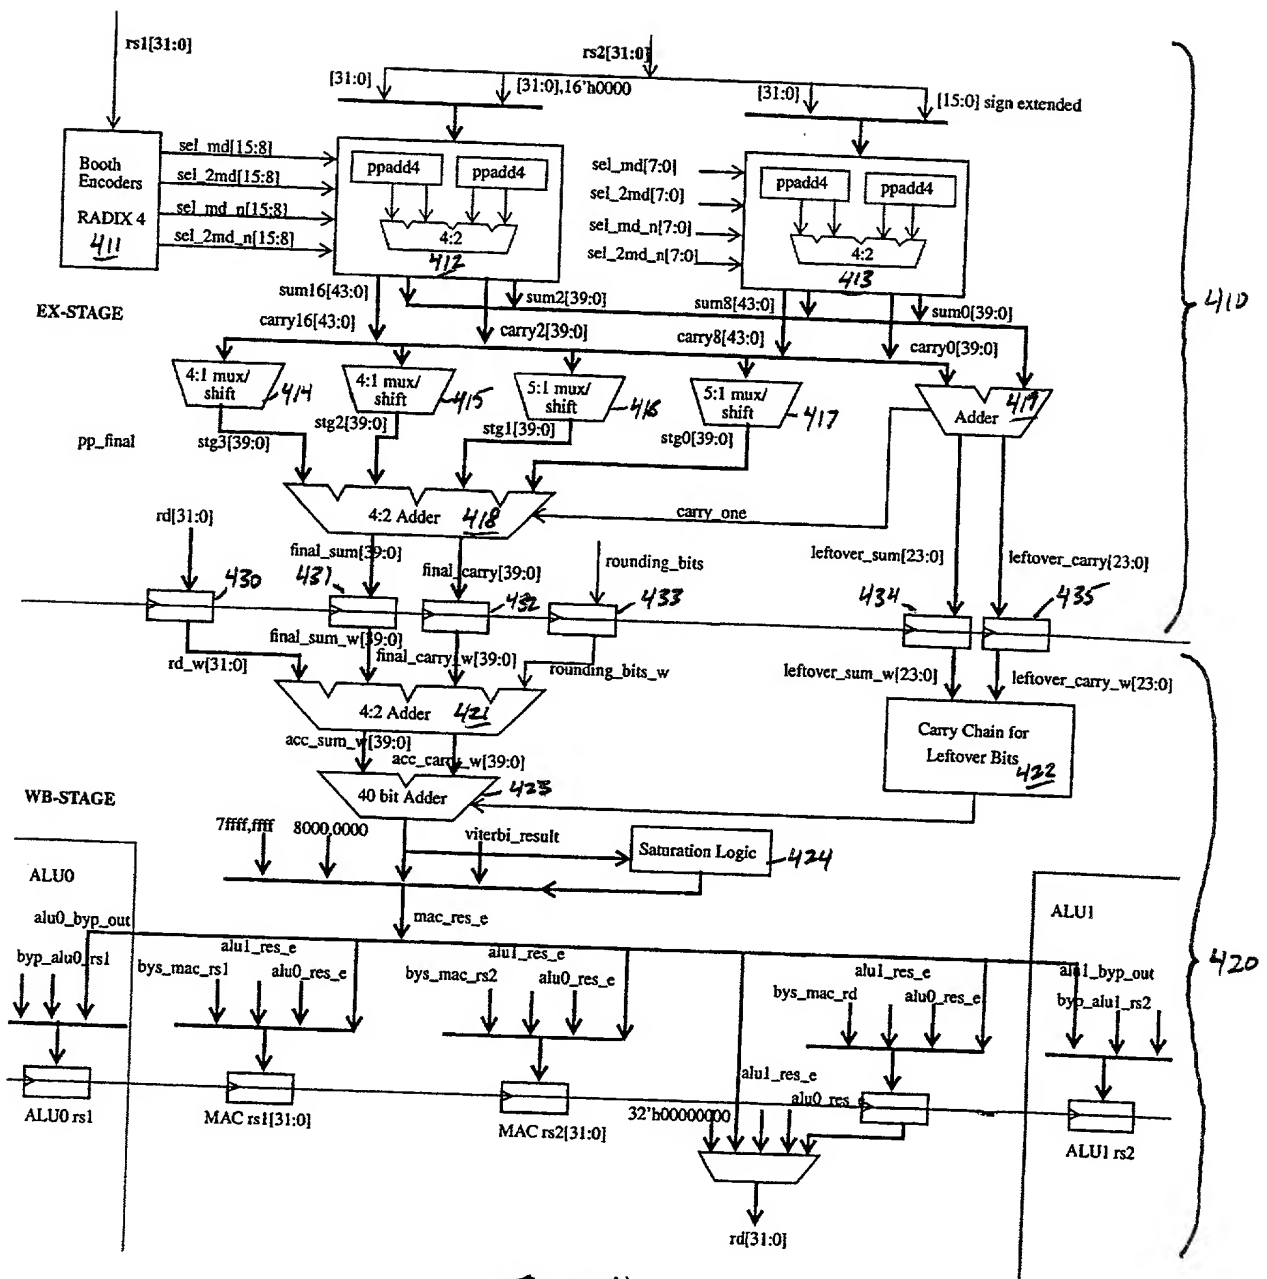 rs1[31:0]
rs2[31:0]
[31:0]
[31:0],16'h0000
[31:0]
[15:0] sign extended
Booth
Encoders
RADIX 4
411
sel_md[15:8]
sel_2md[15:8]
sel_md_n[15:8]
sel_2md_n[15:8]
ppadd4
ppadd4
4:2
412
sel_md[7:0]
sel_2md[7:0]
sel_md_n[7:0]
sel_2md_n[7:0]
ppadd4
ppadd4
4:2
413
410
EX-STAGE
sum16[43:0]
sum2[39:0]
sum8[43:0]
sum0[39:0]
carry16[43:0]
carry2[39:0]
carry8[43:0]
carry0[39:0]
4:1 mux/
shift
414
4:1 mux/
shift
415
5:1 mux/
shift
416
5:1 mux/
shift
417
Adder
419
pp_final
stg3[39:0]
stg2[39:0]
stg1[39:0]
stg0[39:0]
4:2 Adder
418
carry_one
rd[31:0]
final_sum[39:0]
final_carry[39:0]
rounding_bits
leftover_sum[23:0]
leftover_carry[23:0]
430
431
432
433
434
435
rd_w[31:0]
final_sum_w[39:0]
final_carry_w[39:0]
rounding_bits_w
leftover_sum_w[23:0]
leftover_carry_w[23:0]
4:2 Adder
421
Carry Chain for
Leftover Bits
422
acc_sum_w[39:0]
acc_carry_w[39:0]
WB-STAGE
40 bit Adder
423
7ffff,ffff
8000,0000
viterbi_result
Saturation Logic
424
ALU0
ALU1
mac_res_e
420
alu0_byp_out
byp_alu0_rs1
alu1_res_e
bys_mac_rs1
alu0_res_e
alu1_res_e
bys_mac_rs2
alu0_res_e
alu1_res_e
bys_mac_rd
alu0_res_e
alu1_byp_out
byp_alu1_rs2
ALU0 rs1
MAC rs1[31:0]
MAC rs2[31:0]
alu1_res_e
32'h00000000
alu0_res_e
ALU1 rs2
rd[31:0]